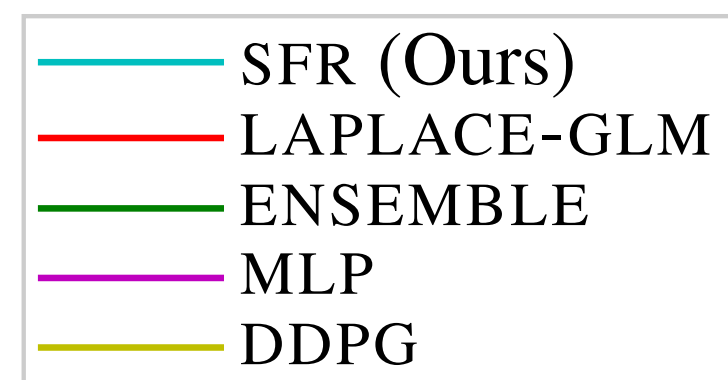 SFR (Ours)
LAPLACE-GLM
ENSEMBLE
MLP
DDPG